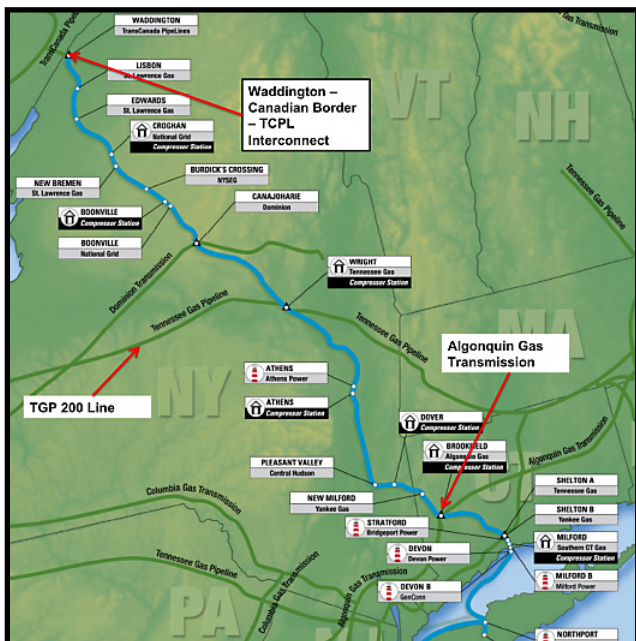 WADDINGTON
TransCanada PipeLines
TransCanada Pipe
LISBON
St. Lawrence Gas
EDWARDS
St. Lawrence Gas
Waddington –
Canadian Border
– TCPL
Interconnect
VT
NH
Tennessee Gas Pipeline
CROGHAN
National Grid
Compressor Station
BURDICK'S CROSSING
NYSEG
NEW BREMEN
St. Lawrence Gas
BOONVILLE
Compressor Station
CANAJOHARIE
Dominion
BOONVILLE
National Grid
WRIGHT
Tennessee Gas
Compressor Station
Dominion Transmission
Tennessee Gas Pipeline
Tennessee Gas Pipeline
MA
Algonquin Gas
Transmission
TGP 200 Line
NY
ATHENS
Athens Power
ATHENS
Compressor Station
DOVER
Compressor Station
BROOKFIELD
Algonquin Gas
Compressor Station
Algonquin Gas Transmission
PLEASANT VALLEY
Central Hudson
NEW MILFORD
Yankee Gas
SHELTON A
Tennessee Gas
SHELTON B
Yankee Gas
STRATFORD
Bridgeport Power
DEVON
Devon Power
MILFORD
Southern CT Gas
Compressor Station
MILFORD B
Milford Power
DEVON B
GenConn
Columbia Gas Transmission
Tennessee Gas Pipeline
Columbia Gas Transmission
Algonquin Gas Transmission
PA
NORTHPORT